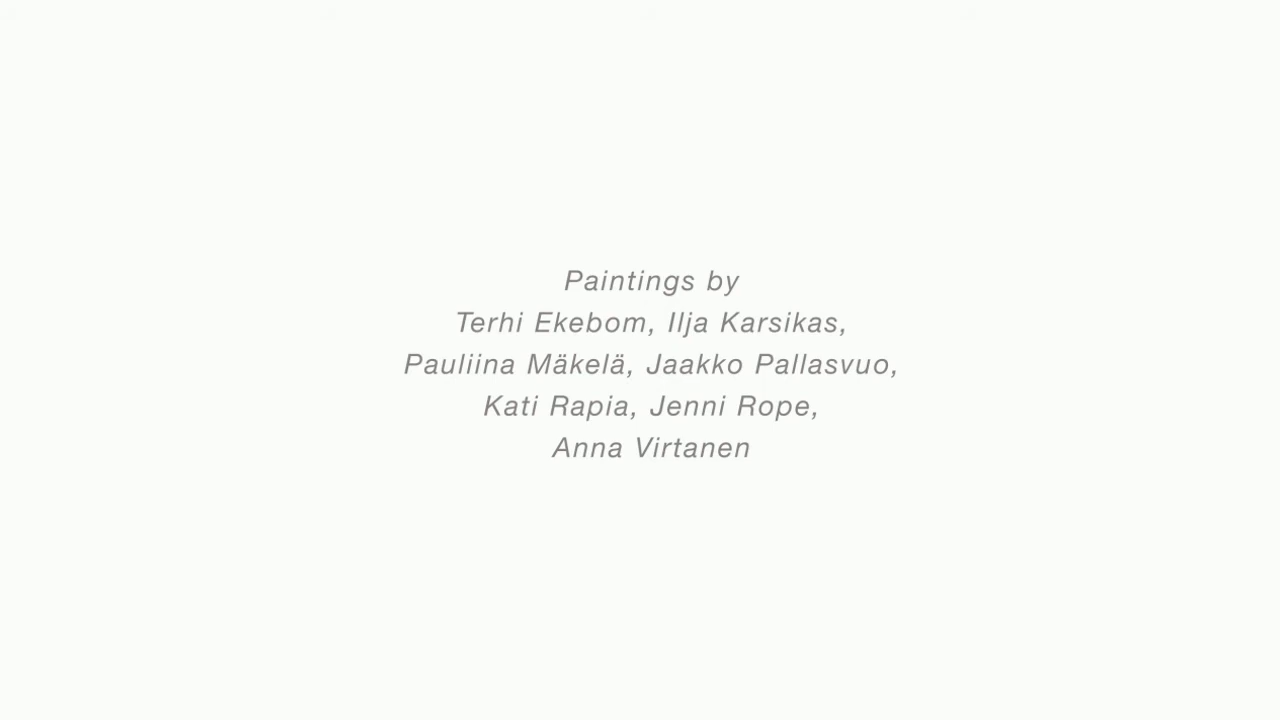 Paintings by
Terhi Ekebom, Ilja Karsikas,
Pauliina Mäkelä, Jaakko Pallasvuo,
Kati Rapia, Jenni Rope,
Anna Virtanen